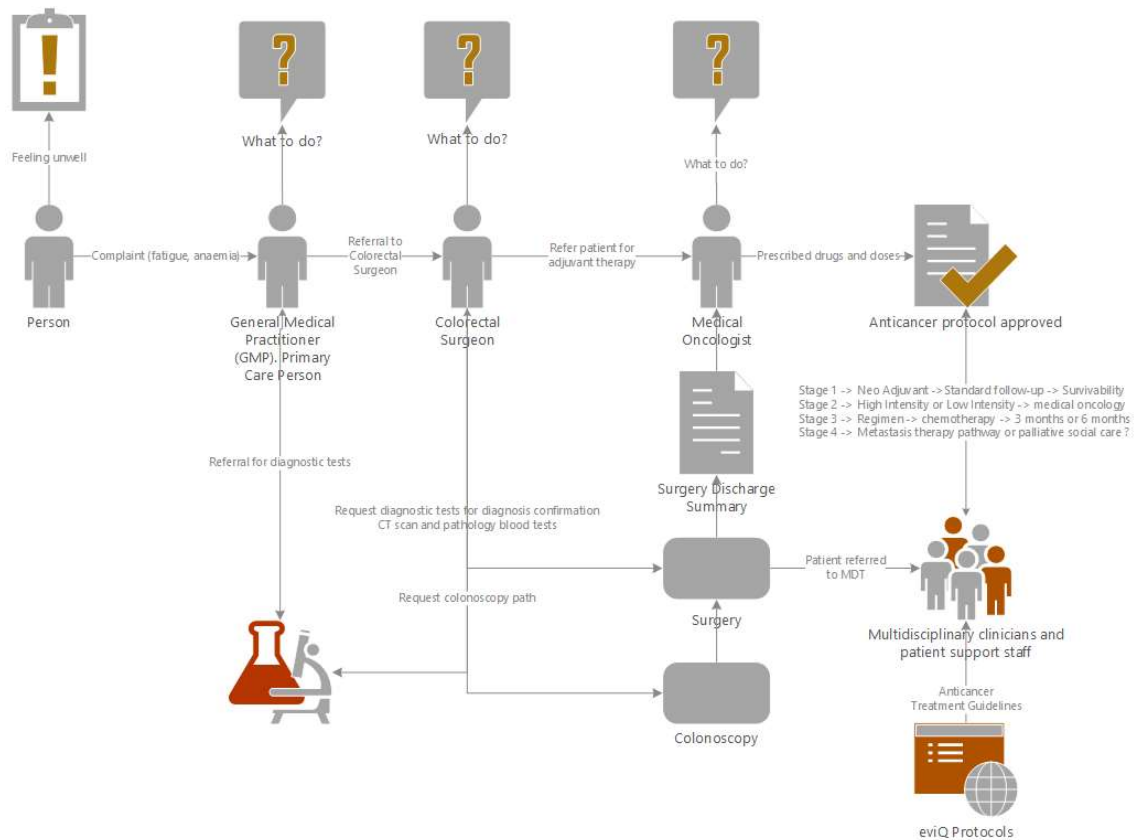 What to do?
What to do?
Feeling unwell
What to do?
Complaint (fatigue, anaemia)
Referral to
Colorectal
Surgeon
Refer patient for
adjuvant therapy
Prescribed drugs and doses
Person
General Medical
Practitioner
(GMP). Primary
Care Person
Colorectal
Surgeon
Medical
Oncologist
Anticancer protocol approved
Stage 1 -> Neo Adjuvant ->Standard follow-up -> Survivability
Stage 2 -> High Intensity or Low Intensity -> medical oncology
Stage 3 -> Regimen -> chemotherapy -> 3 months or 6 months
Stage 4 -> Metastasis therapy pathway or palliative social care ?
Referral for diagnostic tests
Surgery Discharge
Summary
Request diagnostic tests for diagnosis confirmation
CT scan and pathology blood tests
Patient referred
to MDT
Request colonoscopy path
Surgery
Multidisciplinary clinicians and
patient support staff
Anticancer
Treatment Guidelines
Colonoscopy
eviQ Protocols